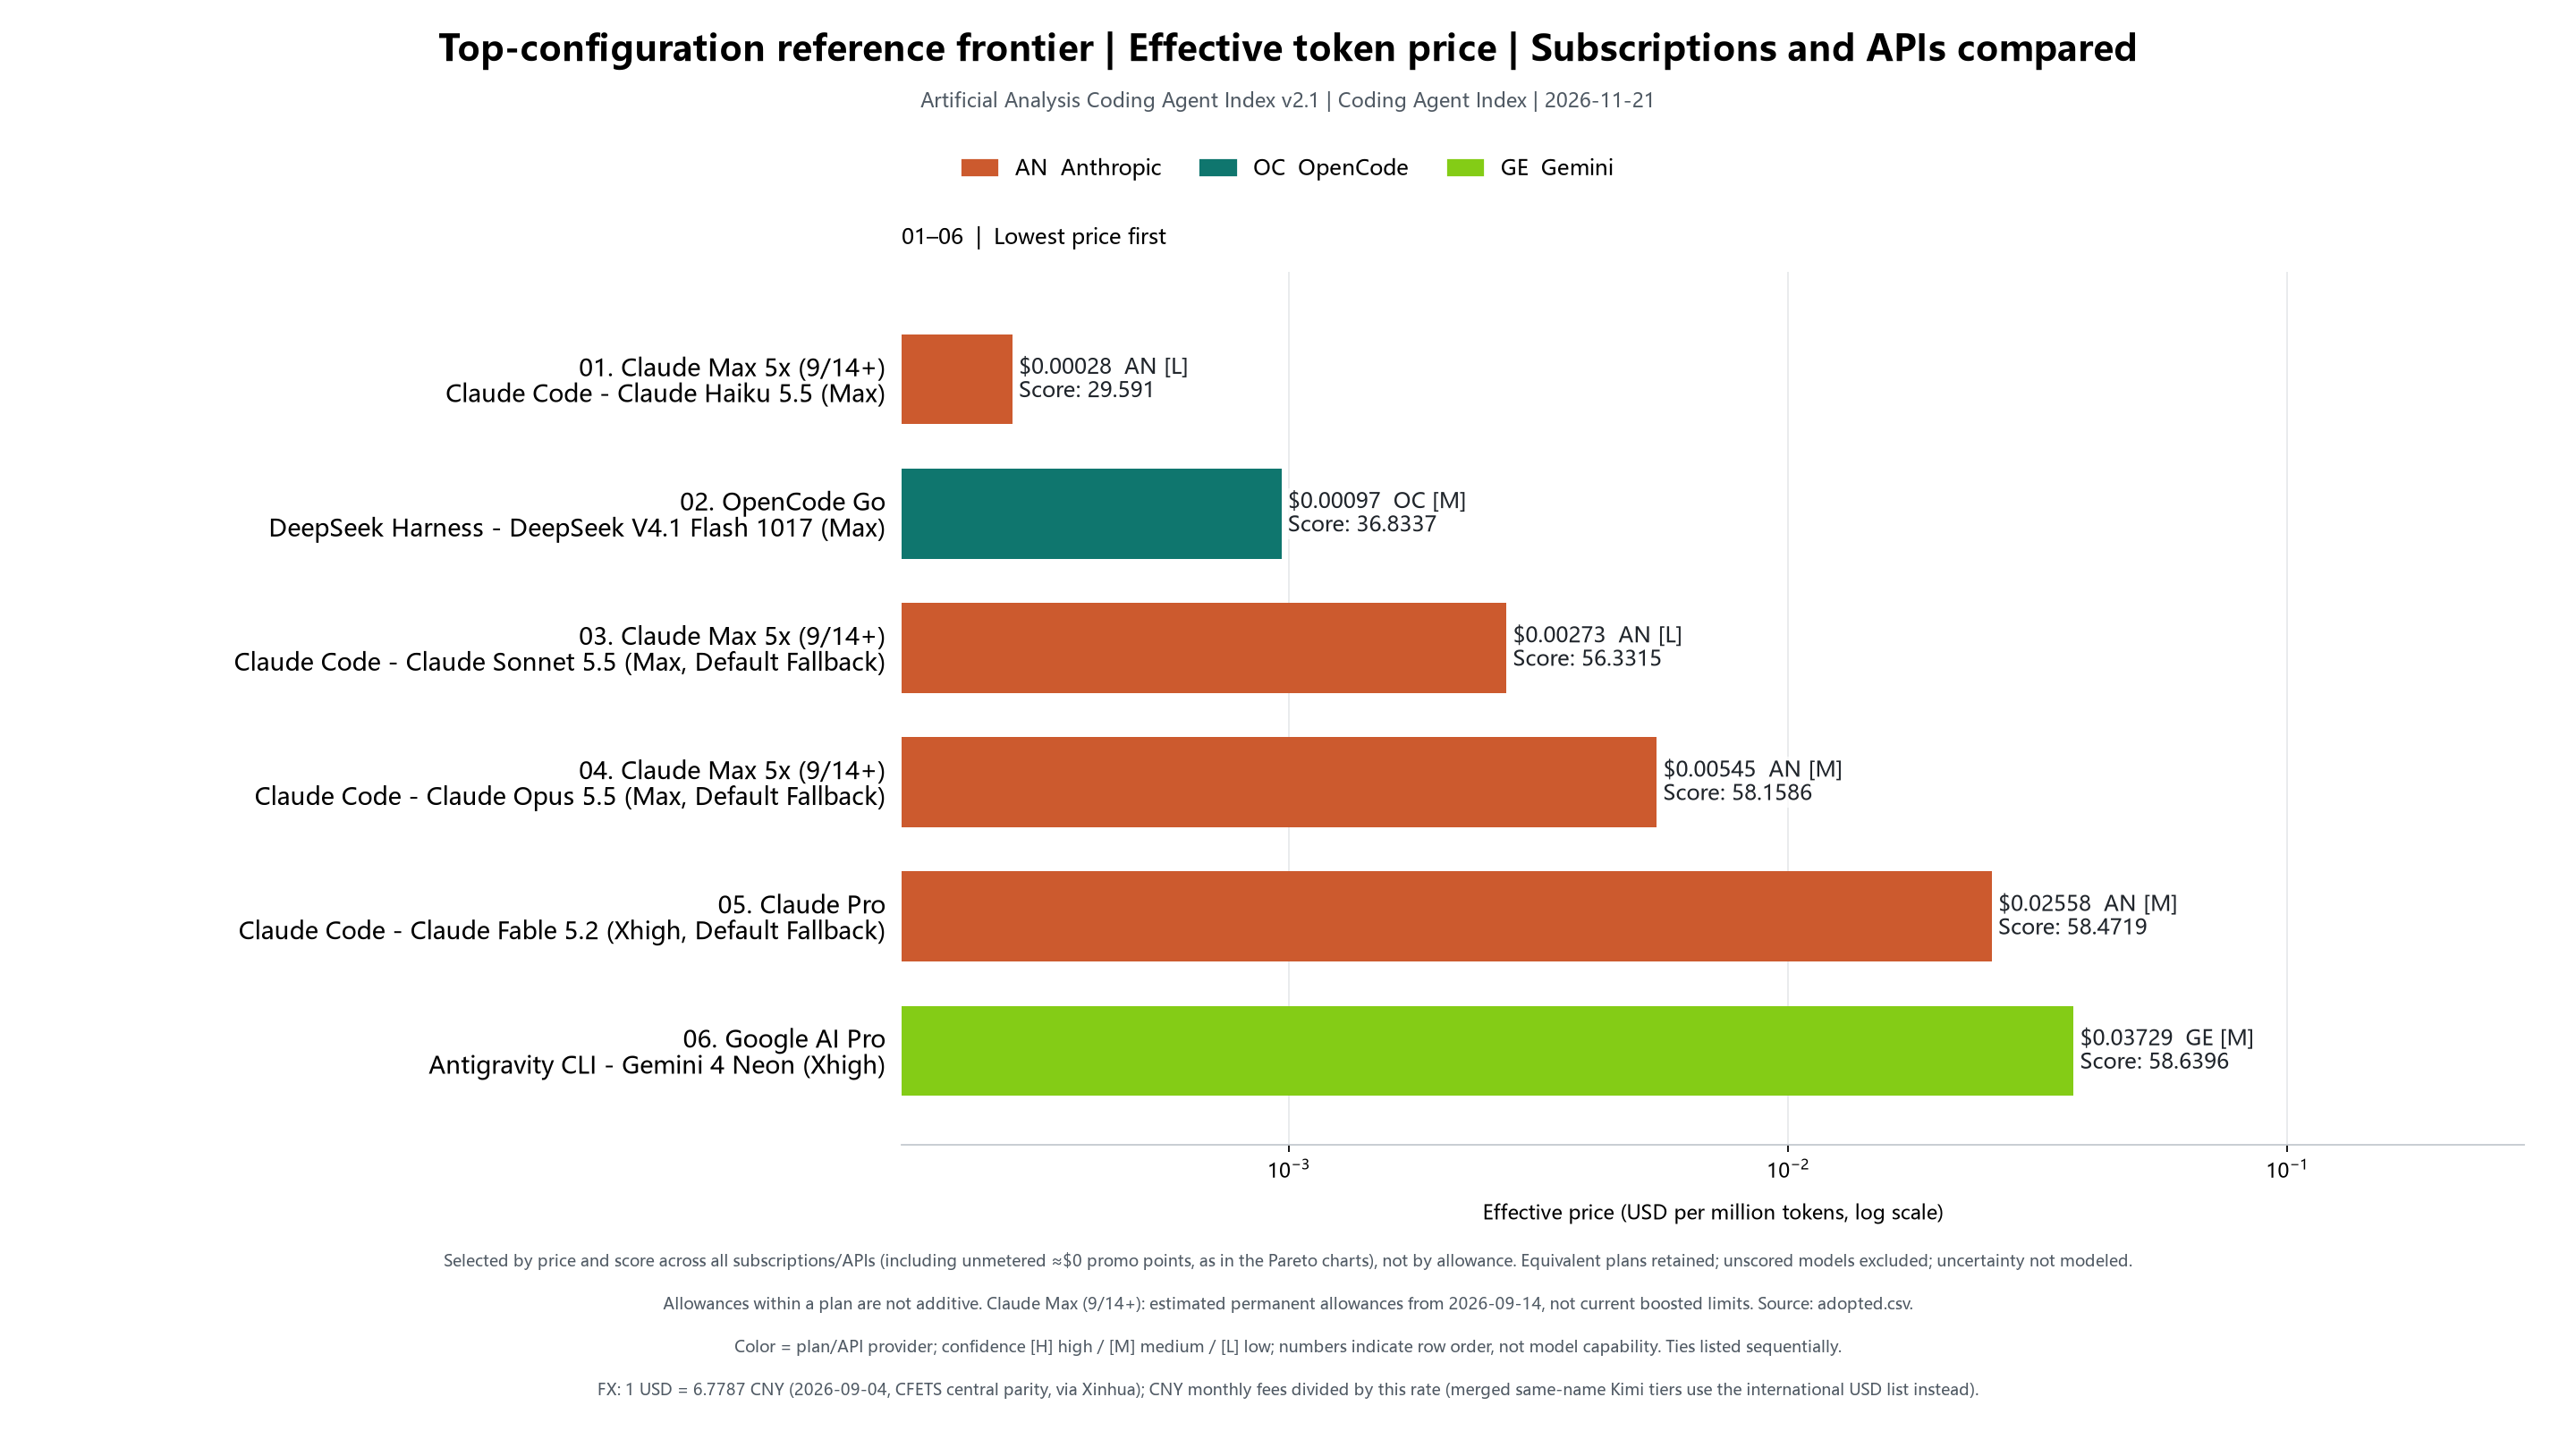 Top-configuration reference frontier | Effective token price | Subscriptions and APIs compared
Artificial Analysis Coding Agent Index v2.1 | Coding Agent Index | 2026-11-21
AN Anthropic OC OpenCode GE Gemini
01–06 | Lowest price first
01. Claude Max 5x (9/14+)
Claude Code - Claude Haiku 5.5 (Max)
$0.00028 AN [L]
Score: 29.591
02. OpenCode Go
DeepSeek Harness - DeepSeek V4.1 Flash 1017 (Max)
$0.00097 OC [M]
Score: 36.8337
03. Claude Max 5x (9/14+)
Claude Code - Claude Sonnet 5.5 (Max, Default Fallback)
$0.00273 AN [L]
Score: 56.3315
04. Claude Max 5x (9/14+)
Claude Code - Claude Opus 5.5 (Max, Default Fallback)
$0.00545 AN [M]
Score: 58.1586
05. Claude Pro
Claude Code - Claude Fable 5.2 (Xhigh, Default Fallback)
$0.02558 AN [M]
Score: 58.4719
06. Google AI Pro
Antigravity CLI - Gemini 4 Neon (Xhigh)
$0.03729 GE [M]
Score: 58.6396
10⁻³ 10⁻² 10⁻¹
Effective price (USD per million tokens, log scale)
Selected by price and score across all subscriptions/APIs (including unmetered ≈$0 promo points, as in the Pareto charts), not by allowance. Equivalent plans retained; unscored models excluded; uncertainty not modeled.
Allowances within a plan are not additive. Claude Max (9/14+): estimated permanent allowances from 2026-09-14, not current boosted limits. Source: adopted.csv.
Color = plan/API provider; confidence [H] high / [M] medium / [L] low; numbers indicate row order, not model capability. Ties listed sequentially.
FX: 1 USD = 6.7787 CNY (2026-09-04, CFETS central parity, via Xinhua); CNY monthly fees divided by this rate (merged same-name Kimi tiers use the international USD list instead).